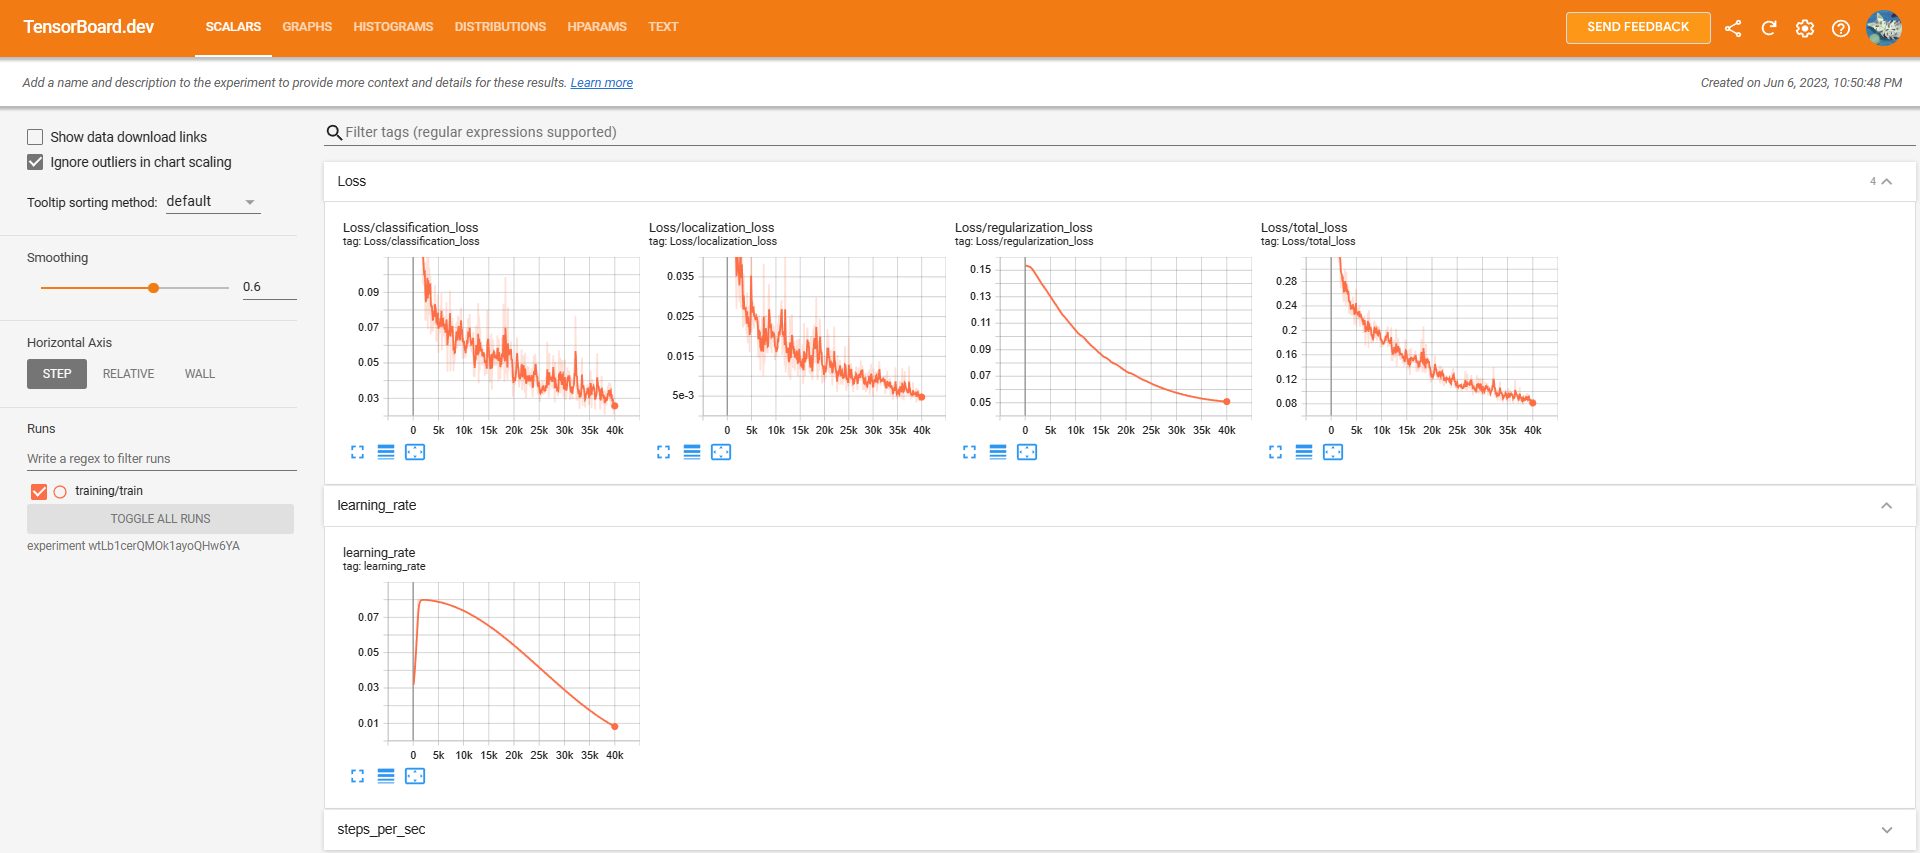 TensorBoard.dev SCALARS GRAPHS HISTOGRAMS DISTRIBUTIONS HPARAMS TEXT SEND FEEDBACK
Add a name and description to the experiment to provide more context and details for these results. Learn more
Created on Jun 6, 2023, 10:50:48 PM
Show data download links
Ignore outliers in chart scaling
Tooltip sorting method: default
Smoothing
0.6
Horizontal Axis
STEP RELATIVE WALL
Runs
Write a regex to filter runs
training/train
TOGGLE ALL RUNS
experiment wtLb1cerQMOk1ayoQHw6YA
Filter tags (regular expressions supported)
Loss 4
Loss/classification_loss
tag: Loss/classification_loss
0.09
0.07
0.05
0.03
0 5k 10k 15k 20k 25k 30k 35k 40k
Loss/localization_loss
tag: Loss/localization_loss
0.035
0.025
0.015
5e-3
0 5k 10k 15k 20k 25k 30k 35k 40k
Loss/regularization_loss
tag: Loss/regularization_loss
0.15
0.13
0.11
0.09
0.07
0.05
0 5k 10k 15k 20k 25k 30k 35k 40k
Loss/total_loss
tag: Loss/total_loss
0.28
0.24
0.2
0.16
0.12
0.08
0 5k 10k 15k 20k 25k 30k 35k 40k
learning_rate
learning_rate
tag: learning_rate
0.07
0.05
0.03
0.01
0 5k 10k 15k 20k 25k 30k 35k 40k
steps_per_sec